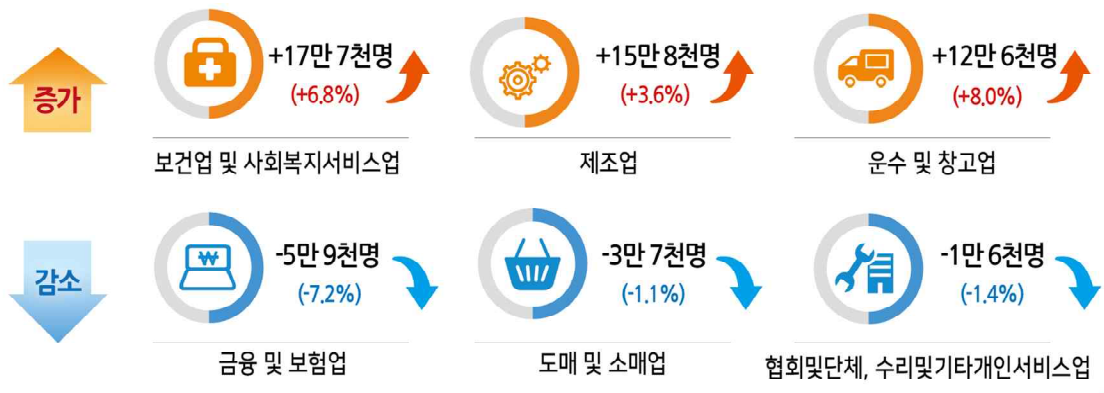 증가
+17만 7천명
(+6.8%)
보건업 및 사회복지서비스업
+15만 8천명
(+3.6%)
제조업
+12만 6천명
(+8.0%)
운수 및 창고업
감소
₩
-5만 9천명
(-7.2%)
금융 및 보험업
-3만 7천명
(-1.1%)
도매 및 소매업
-1만 6천명
(-1.4%)
협회및단체, 수리및기타개인서비스업